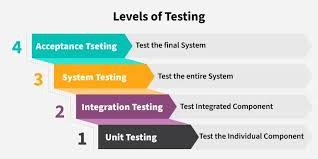 Levels of Testing
4 Acceptance Tseting Test the final System
3 System Testing Test the entire System
2 Integration Testing Test Integrated Component
1 Unit Testing Test the Individual Component